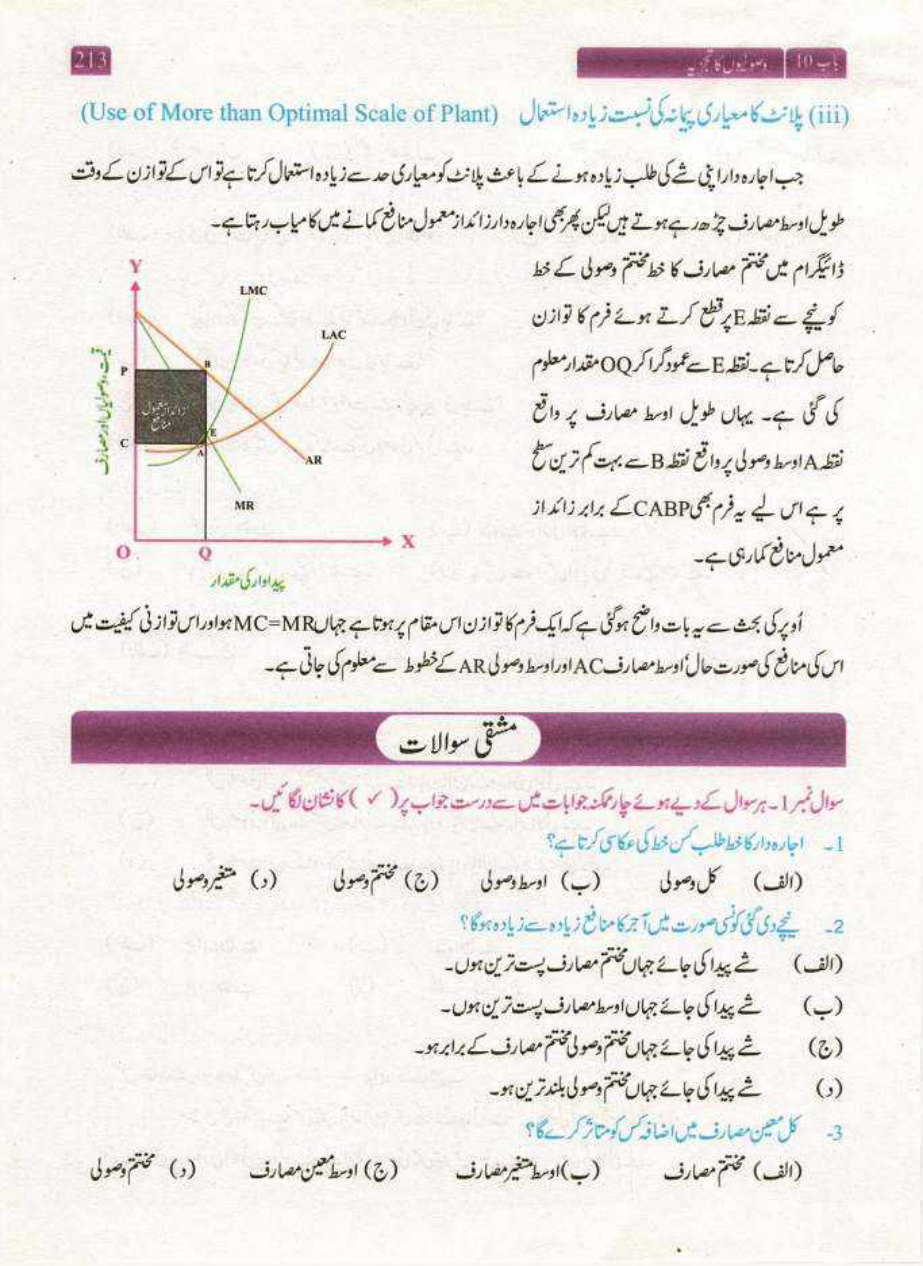 213
باب 10 وصولیوں کا تجزیہ
(iii) پلانٹ کا معیاری پیمانہ کی نسبت زیادہ استعمال (Use of More than Optimal Scale of Plant)
جب اجارہ دار اپنی شے کی طلب زیادہ ہونے کے باعث پلانٹ کو معیاری حد سے زیادہ استعمال کرتا ہے تو اس کے توازن کے وقت
طویل اوسط مصارف چڑھ رہے ہوتے ہیں لیکن پھر بھی اجارہ دار زائد از معمول منافع کمانے میں کامیاب رہتا ہے۔
ڈائیگرام میں مختتم مصارف کا خط مختتم وصولی کے خط
کو نیچے سے نقطہ E پر قطع کرتے ہوئے فرم کا توازن
حاصل کرتا ہے۔ نقطہ E سے عمود گرا کر OQ مقدار معلوم
کی گئی ہے۔ یہاں طویل اوسط مصارف پر واقع
نقطہ A اوسط وصولی پر واقع نقطہ B سے بہت کم ترین سطح
پر ہے اس لیے یہ فرم بھی CABP کے برابر زائد از
معمول منافع کما رہی ہے۔
Y
LMC
LAC
P
B
زائد از معمول
منافع
قیمت، وصولیاں اور مصارف
E
C
A
AR
MR
O
Q
X
پیداوار کی مقدار
اُوپر کی بحث سے یہ بات واضح ہوگئی ہے کہ ایک فرم کا توازن اس مقام پر ہوتا ہے جہاں MC=MR ہو اور اس توازنی کیفیت میں
اس کی منافع کی صورت حال' اوسط مصارف AC اور اوسط وصولی AR کے خطوط سے معلوم کی جاتی ہے۔
مشقی سوالات
سوال نمبر 1۔ ہر سوال کے دیے ہوئے چار ممکنہ جوابات میں سے درست جواب پر ( ✓ ) کا نشان لگائیں۔
1۔ اجارہ دار کا خط طلب کس خط کی عکاسی کرتا ہے؟
(الف) کل وصولی (ب) اوسط وصولی (ج) مختتم وصولی (د) متغیر وصولی
2۔ نیچے دی گئی کونسی صورت میں آجر کا منافع زیادہ سے زیادہ ہوگا؟
(الف) شے پیدا کی جائے جہاں مختتم مصارف پست ترین ہوں۔
(ب) شے پیدا کی جائے جہاں اوسط مصارف پست ترین ہوں۔
(ج) شے پیدا کی جائے جہاں مختتم وصولی مختتم مصارف کے برابر ہو۔
(د) شے پیدا کی جائے جہاں مختتم وصولی بلند ترین ہو۔
3۔ کل معین مصارف میں اضافہ کس کو متاثر کرے گا؟
(الف) مختتم مصارف (ب) اوسط متغیر مصارف (ج) اوسط معین مصارف (د) مختتم وصولی